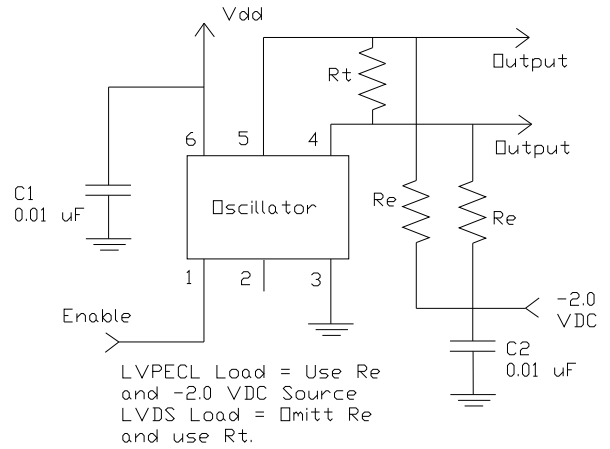 Vdd
Output
Rt
6
5
4
Output
C1
0.01 uF
Oscillator
Re
Re
1
2
3
-2.0
VDC
Enable
C2
0.01 uF
LVPECL Load = Use Re
and -2.0 VDC Source
LVDS Load = Omitt Re
and use Rt.